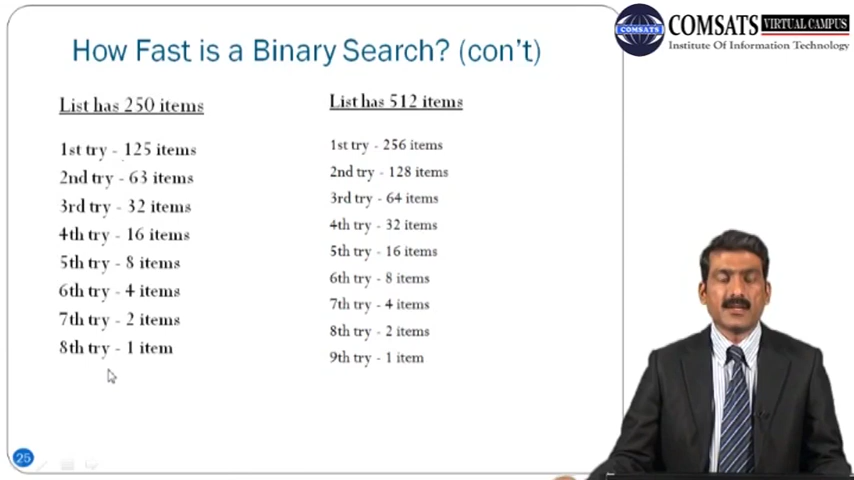 How Fast is a Binary Search? (con't)
COMSATS VIRTUAL CAMPUS
Institute Of Information Technology
COMSATS
List has 250 items
1st try - 125 items
2nd try - 63 items
3rd try - 32 items
4th try - 16 items
5th try - 8 items
6th try - 4 items
7th try - 2 items
8th try - 1 item
List has 512 items
1st try - 256 items
2nd try - 128 items
3rd try - 64 items
4th try - 32 items
5th try - 16 items
6th try - 8 items
7th try - 4 items
8th try - 2 items
9th try - 1 item
25